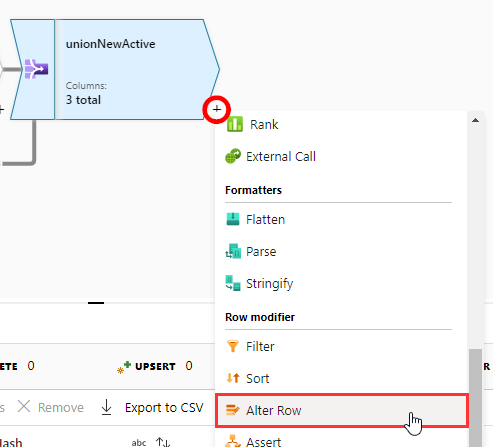 unionNewActive
Columns:
3 total
+
+
Rank
External Call
Formatters
Flatten
Parse
Stringify
Row modifier
Filter
Sort
Alter Row
Assert
ETE 0
UPSERT 0
ER
s
Remove
Export to CSV
lash
abc